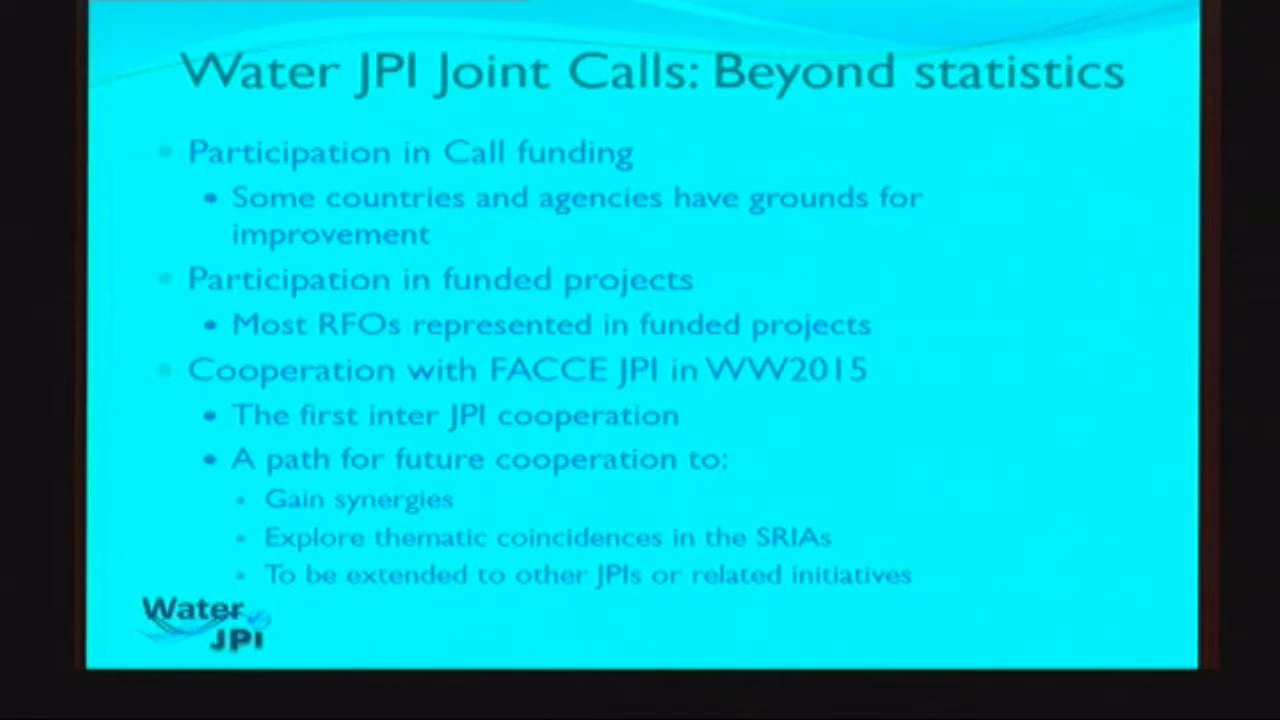 Water JPI Joint Calls: Beyond statistics
Participation in Call funding
Some countries and agencies have grounds for
improvement
Participation in funded projects
Most RFOs represented in funded projects
Cooperation with FACCE JPI in WW2015
The first inter JPI cooperation
A path for future cooperation to:
Gain synergies
Explore thematic coincidences in the SRIAs
To be extended to other JPIs or related initiatives
Water
JPI